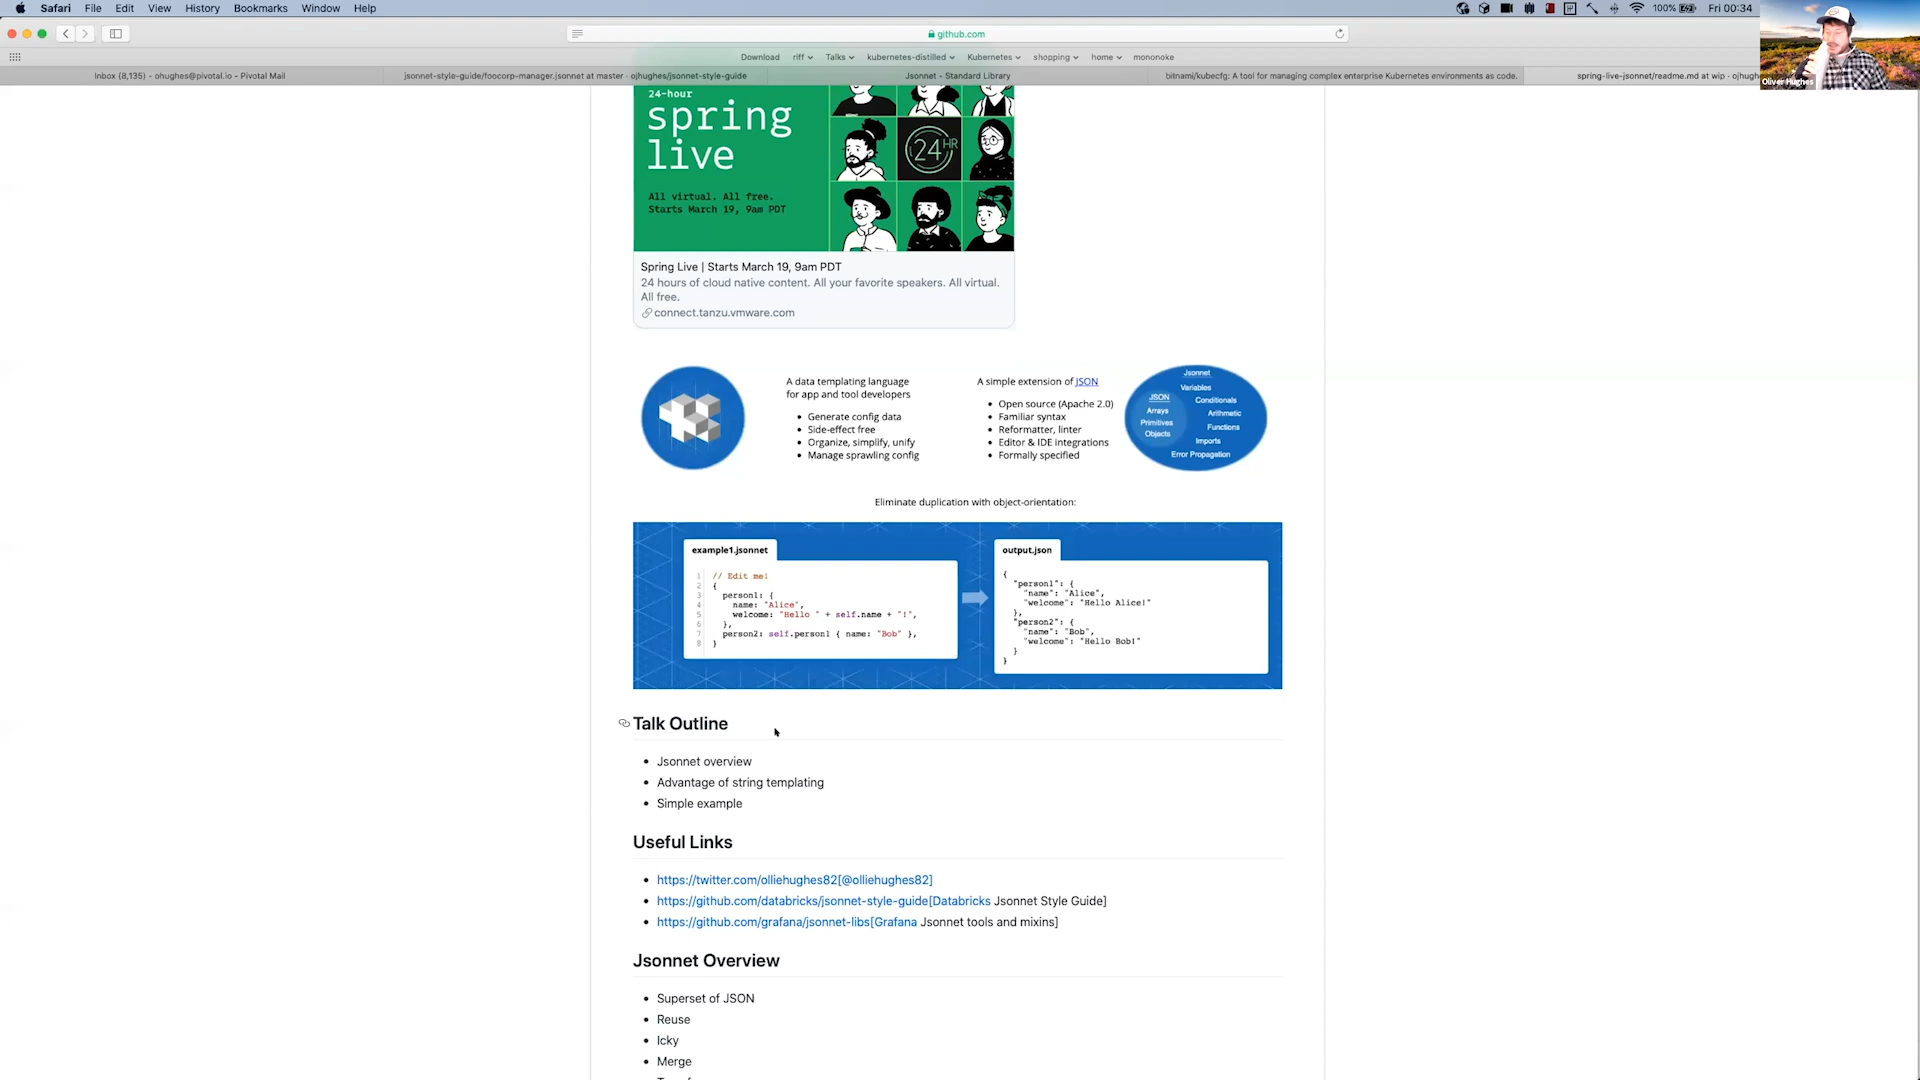 Safari File Edit View History Bookmarks Window Help 100% Fri 00:34
github.com
Download riff Talks kubernetes-distilled Kubernetes shopping home mononoke
Inbox (8,135) - ohughes@pivotal.io - Pivotal Mail
jsonnet-style-guide/foocorp-manager.jsonnet at master · ojhughes/jsonnet-style-guide
Jsonnet - Standard Library
bitnami/kubecfg: A tool for managing complex enterprise Kubernetes environments as code.
spring-live-jsonnet/readme.md at wip · ojhughe
Oliver Hughes
24-hour
spring
live
All virtual. All free.
Starts March 19, 9am PDT
24HR
Spring Live | Starts March 19, 9am PDT
24 hours of cloud native content. All your favorite speakers. All virtual.
All free.
connect.tanzu.vmware.com
A data templating language
for app and tool developers
• Generate config data
• Side-effect free
• Organize, simplify, unify
• Manage sprawling config
A simple extension of JSON
• Open source (Apache 2.0)
• Familiar syntax
• Reformatter, linter
• Editor & IDE integrations
• Formally specified
Jsonnet
Variables
Conditionals
Arithmetic
Functions
Imports
Error Propagation
JSON
Arrays
Primitives
Objects
Eliminate duplication with object-orientation:
example1.jsonnet
1 // Edit me!
2 {
3 person1: {
4 name: "Alice",
5 welcome: "Hello " + self.name + "!",
6 },
7 person2: self.person1 { name: "Bob" },
8 }
output.json
{
"person1": {
"name": "Alice",
"welcome": "Hello Alice!"
},
"person2": {
"name": "Bob",
"welcome": "Hello Bob!"
}
}
Talk Outline
• Jsonnet overview
• Advantage of string templating
• Simple example
Useful Links
• https://twitter.com/olliehughes82[@olliehughes82]
• https://github.com/databricks/jsonnet-style-guide[Databricks Jsonnet Style Guide]
• https://github.com/grafana/jsonnet-libs[Grafana Jsonnet tools and mixins]
Jsonnet Overview
• Superset of JSON
• Reuse
• Icky
• Merge